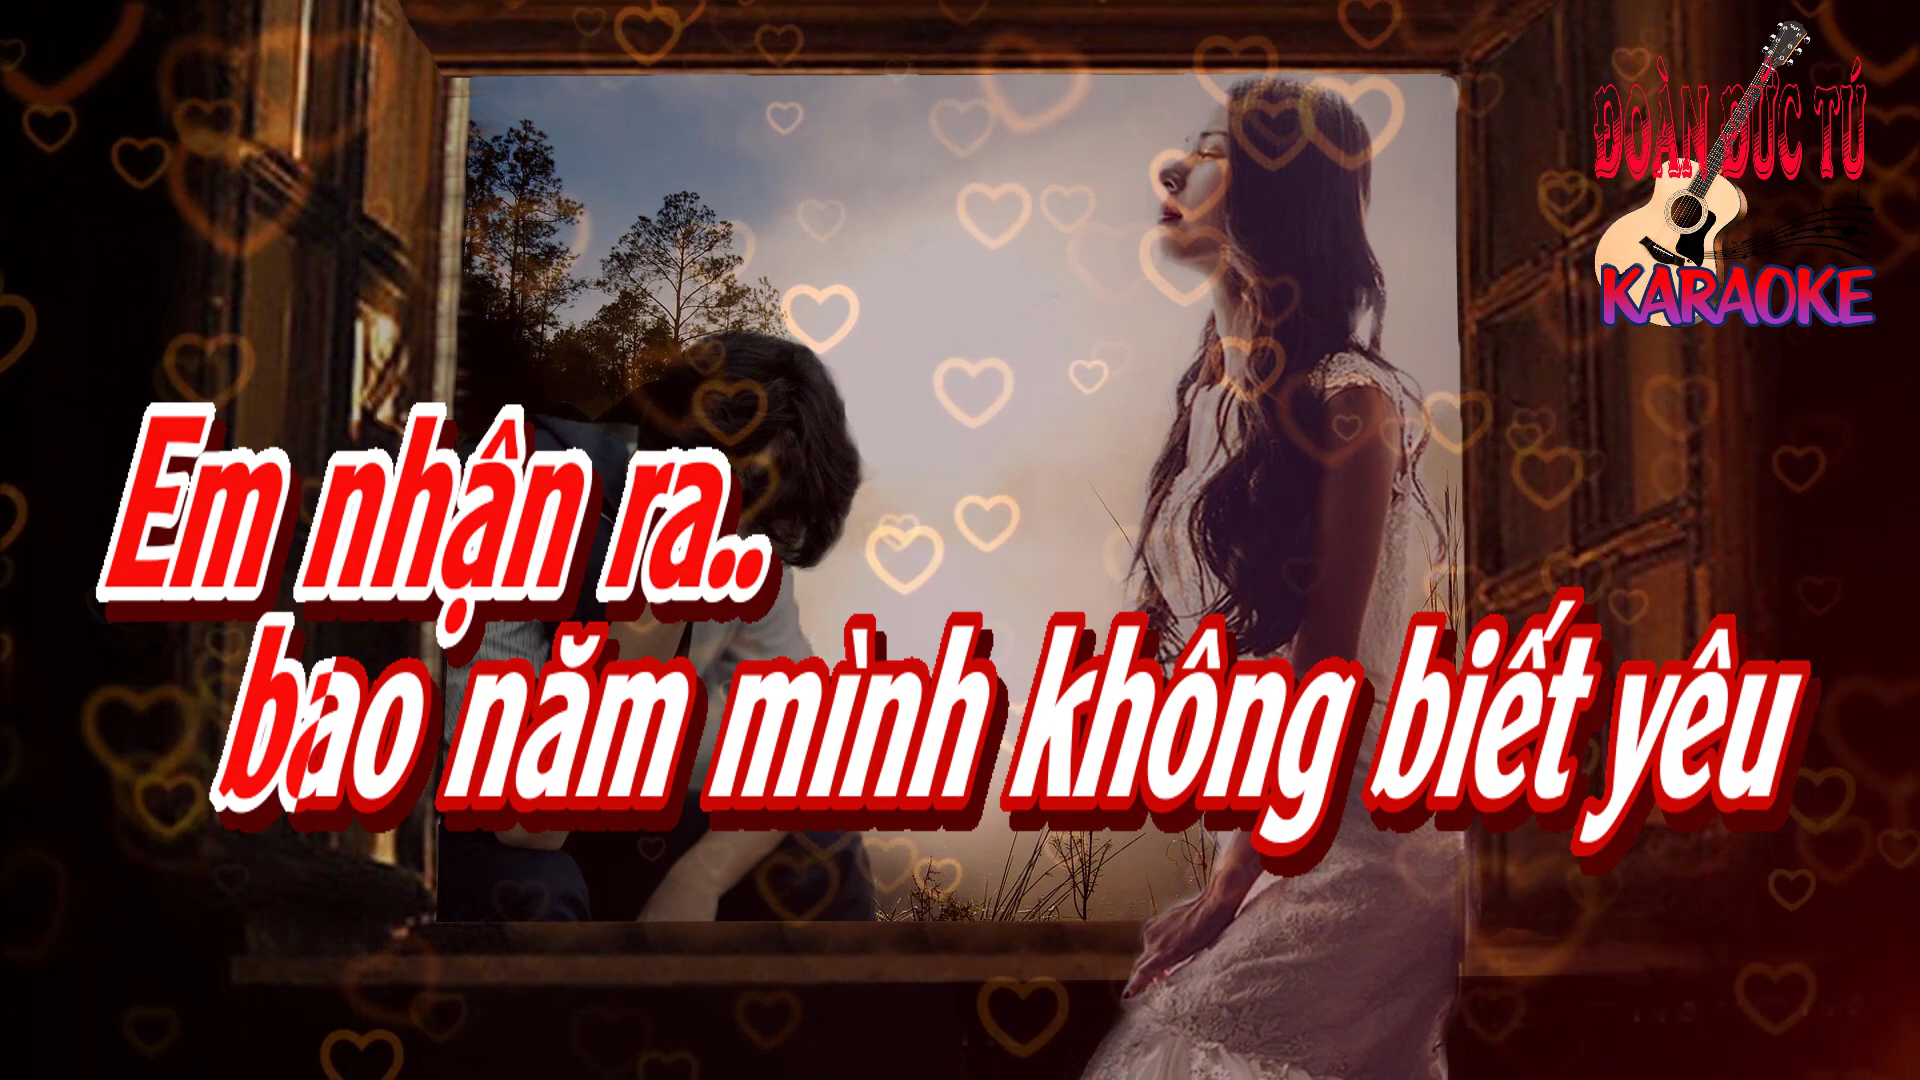 ĐOÀN ĐỨC TÚ
KARAOKE
Em nhận ra..
bao năm mình không biết yêu